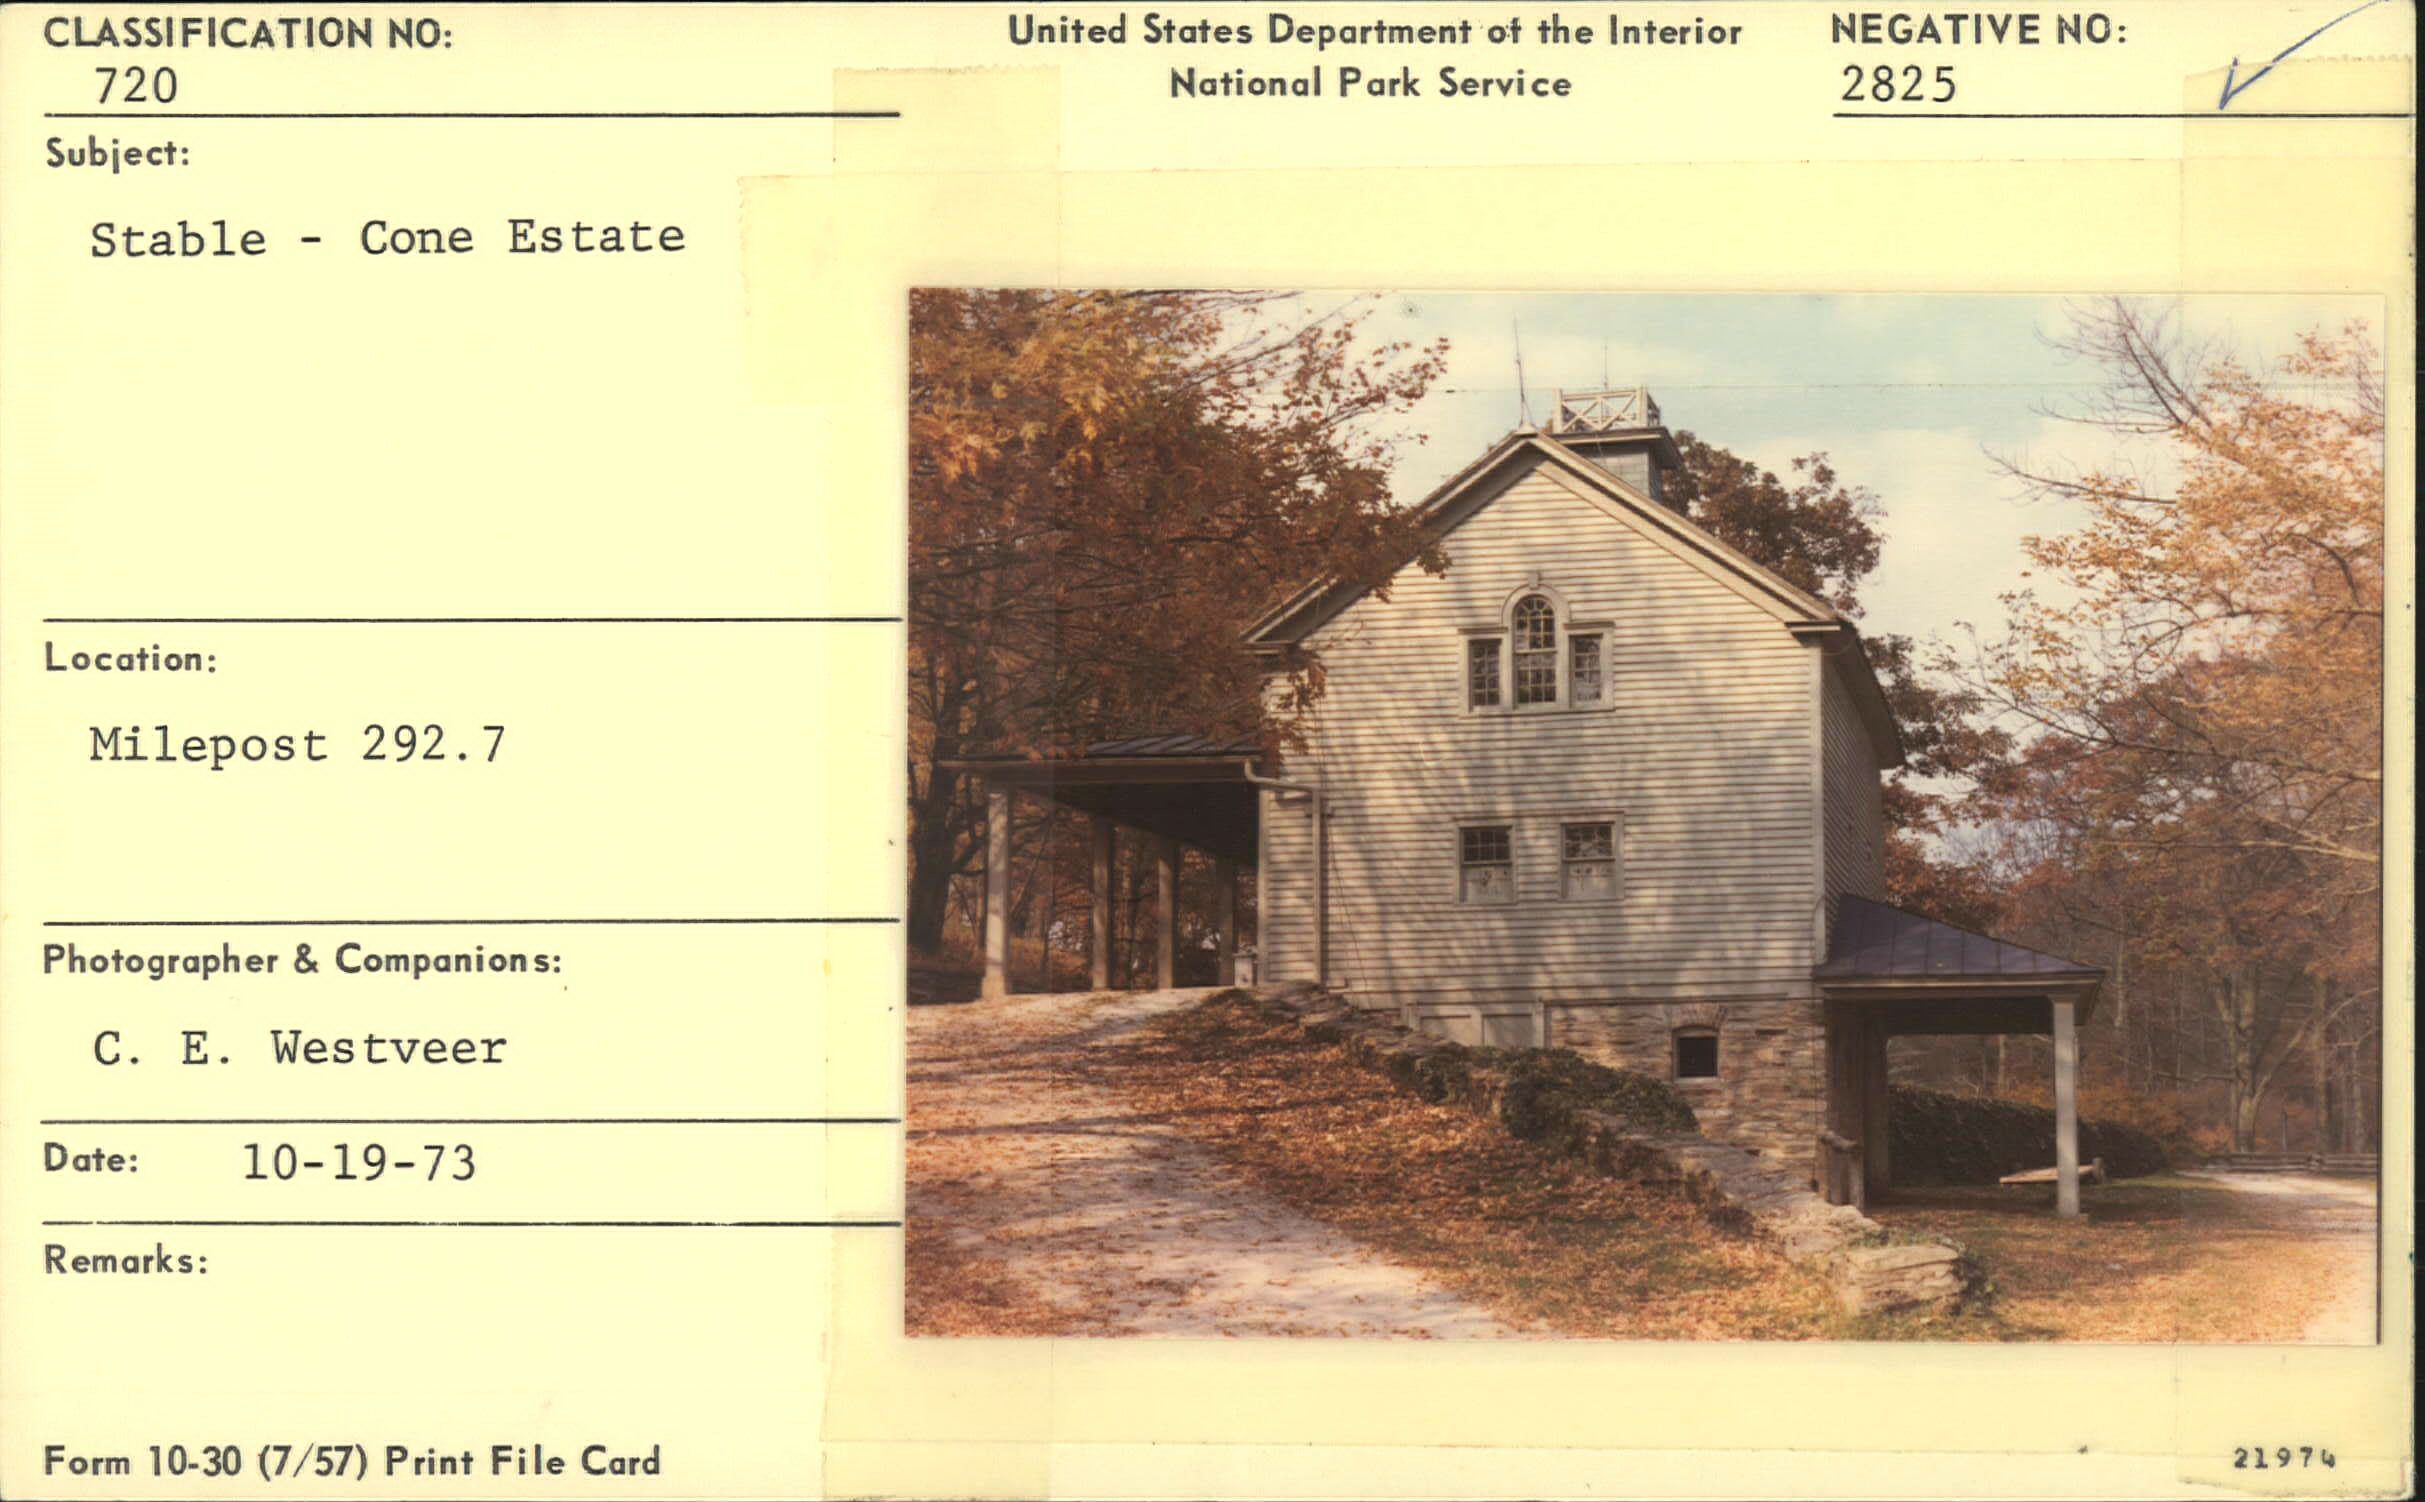 CLASSIFICATION NO:
720
United States Department of the Interior
National Park Service
NEGATIVE NO:
2825
Subject:
Stable - Cone Estate
Location:
Milepost 292.7
Photographer & Companions:
C. E. Westveer
Date: 10-19-73
Remarks:
Form 10-30 (7/57) Print File Card
21974